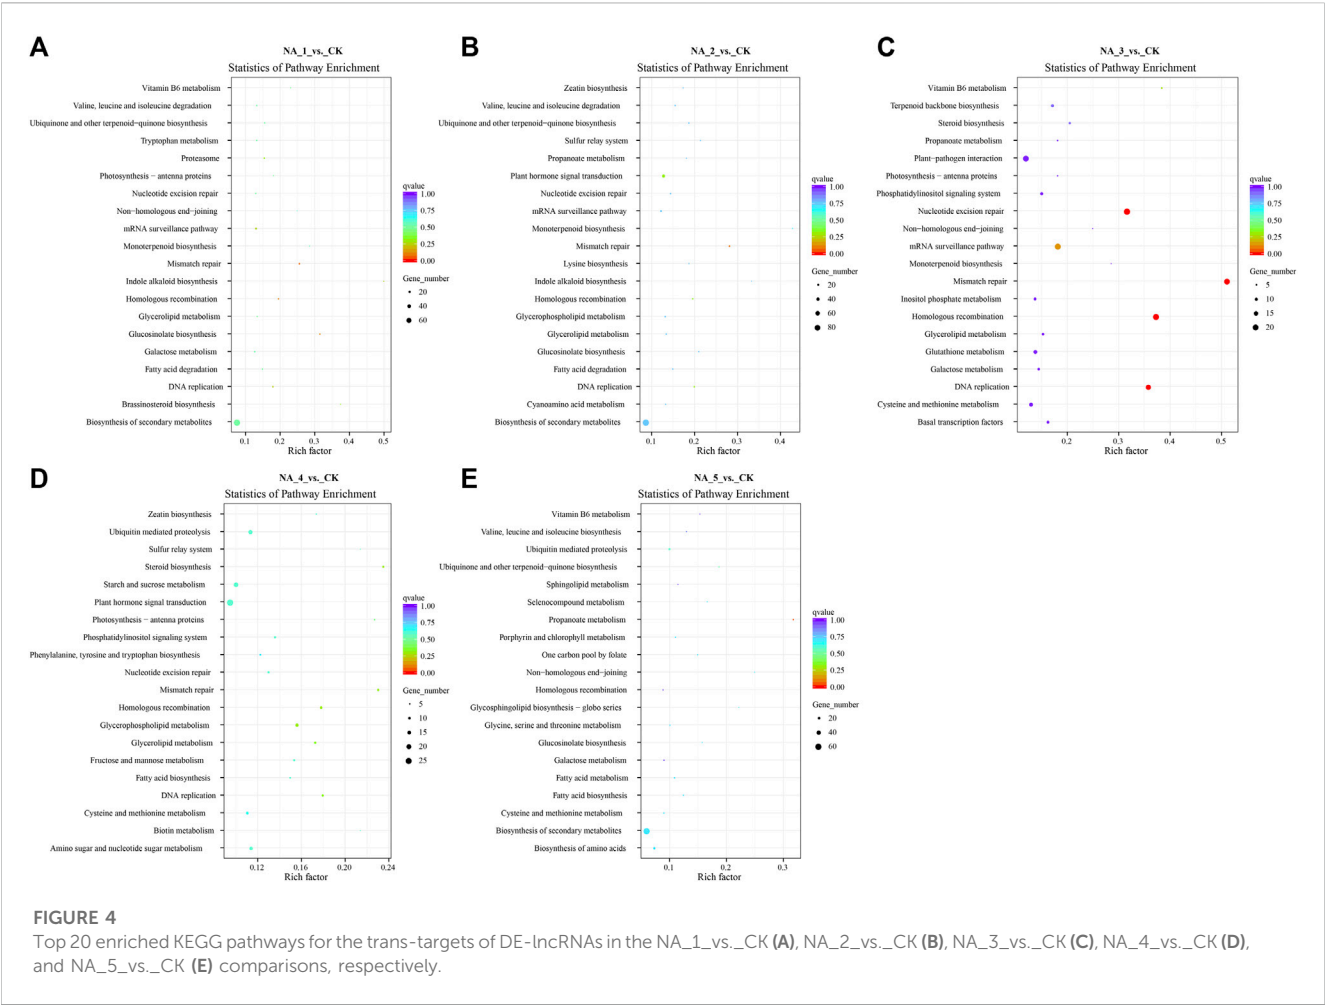 A
NA_1_vs._CK
Statistics of Pathway Enrichment
Vitamin B6 metabolism
Valine, leucine and isoleucine degradation
Ubiquinone and other terpenoid−quinone biosynthesis
Tryptophan metabolism
Proteasome
Photosynthesis − antenna proteins
Nucleotide excision repair
Non−homologous end−joining
mRNA surveillance pathway
Monoterpenoid biosynthesis
Mismatch repair
Indole alkaloid biosynthesis
Homologous recombination
Glycerolipid metabolism
Glucosinolate biosynthesis
Galactose metabolism
Fatty acid degradation
DNA replication
Brassinosteroid biosynthesis
Biosynthesis of secondary metabolites
0.1 0.2 0.3 0.4 0.5
Rich factor
qvalue
1.00
0.75
0.50
0.25
0.00
Gene_number
20
40
60
B
NA_2_vs._CK
Statistics of Pathway Enrichment
Zeatin biosynthesis
Valine, leucine and isoleucine degradation
Ubiquinone and other terpenoid−quinone biosynthesis
Sulfur relay system
Propanoate metabolism
Plant hormone signal transduction
Nucleotide excision repair
mRNA surveillance pathway
Monoterpenoid biosynthesis
Mismatch repair
Lysine biosynthesis
Indole alkaloid biosynthesis
Homologous recombination
Glycerophospholipid metabolism
Glycerolipid metabolism
Glucosinolate biosynthesis
Fatty acid degradation
DNA replication
Cyanoamino acid metabolism
Biosynthesis of secondary metabolites
0.1 0.2 0.3 0.4
Rich factor
qvalue
1.00
0.75
0.50
0.25
0.00
Gene_number
20
40
60
80
C
NA_3_vs._CK
Statistics of Pathway Enrichment
Vitamin B6 metabolism
Terpenoid backbone biosynthesis
Steroid biosynthesis
Propanoate metabolism
Plant−pathogen interaction
Photosynthesis − antenna proteins
Phosphatidylinositol signaling system
Nucleotide excision repair
Non−homologous end−joining
mRNA surveillance pathway
Monoterpenoid biosynthesis
Mismatch repair
Inositol phosphate metabolism
Homologous recombination
Glycerolipid metabolism
Glutathione metabolism
Galactose metabolism
DNA replication
Cysteine and methionine metabolism
Basal transcription factors
0.2 0.3 0.4 0.5
Rich factor
qvalue
1.00
0.75
0.50
0.25
0.00
Gene_number
5
10
15
20
D
NA_4_vs._CK
Statistics of Pathway Enrichment
Zeatin biosynthesis
Ubiquitin mediated proteolysis
Sulfur relay system
Steroid biosynthesis
Starch and sucrose metabolism
Plant hormone signal transduction
Photosynthesis − antenna proteins
Phosphatidylinositol signaling system
Phenylalanine, tyrosine and tryptophan biosynthesis
Nucleotide excision repair
Mismatch repair
Homologous recombination
Glycerophospholipid metabolism
Glycerolipid metabolism
Fructose and mannose metabolism
Fatty acid biosynthesis
DNA replication
Cysteine and methionine metabolism
Biotin metabolism
Amino sugar and nucleotide sugar metabolism
0.12 0.16 0.20 0.24
Rich factor
qvalue
1.00
0.75
0.50
0.25
0.00
Gene_number
5
10
15
20
25
E
NA_5_vs._CK
Statistics of Pathway Enrichment
Vitamin B6 metabolism
Valine, leucine and isoleucine biosynthesis
Ubiquitin mediated proteolysis
Ubiquinone and other terpenoid−quinone biosynthesis
Sphingolipid metabolism
Selenocompound metabolism
Propanoate metabolism
Porphyrin and chlorophyll metabolism
One carbon pool by folate
Non−homologous end−joining
Homologous recombination
Glycosphingolipid biosynthesis − globo series
Glycine, serine and threonine metabolism
Glucosinolate biosynthesis
Galactose metabolism
Fatty acid metabolism
Fatty acid biosynthesis
Cysteine and methionine metabolism
Biosynthesis of secondary metabolites
Biosynthesis of amino acids
0.1 0.2 0.3
Rich factor
qvalue
1.00
0.75
0.50
0.25
0.00
Gene_number
20
40
60
FIGURE 4
Top 20 enriched KEGG pathways for the trans-targets of DE-lncRNAs in the NA_1_vs._CK (A), NA_2_vs._CK (B), NA_3_vs._CK (C), NA_4_vs._CK (D),
and NA_5_vs._CK (E) comparisons, respectively.